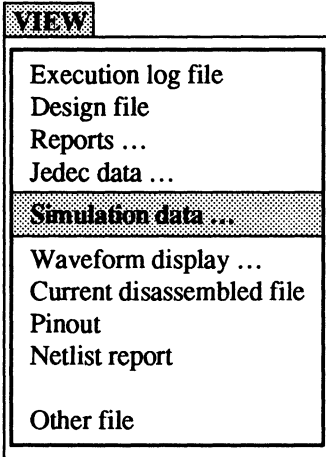 VIEW
Execution log file
Design file
Reports ...
Jedec data ...
Simulation data ...
Waveform display ...
Current disassembled file
Pinout
Netlist report
Other file